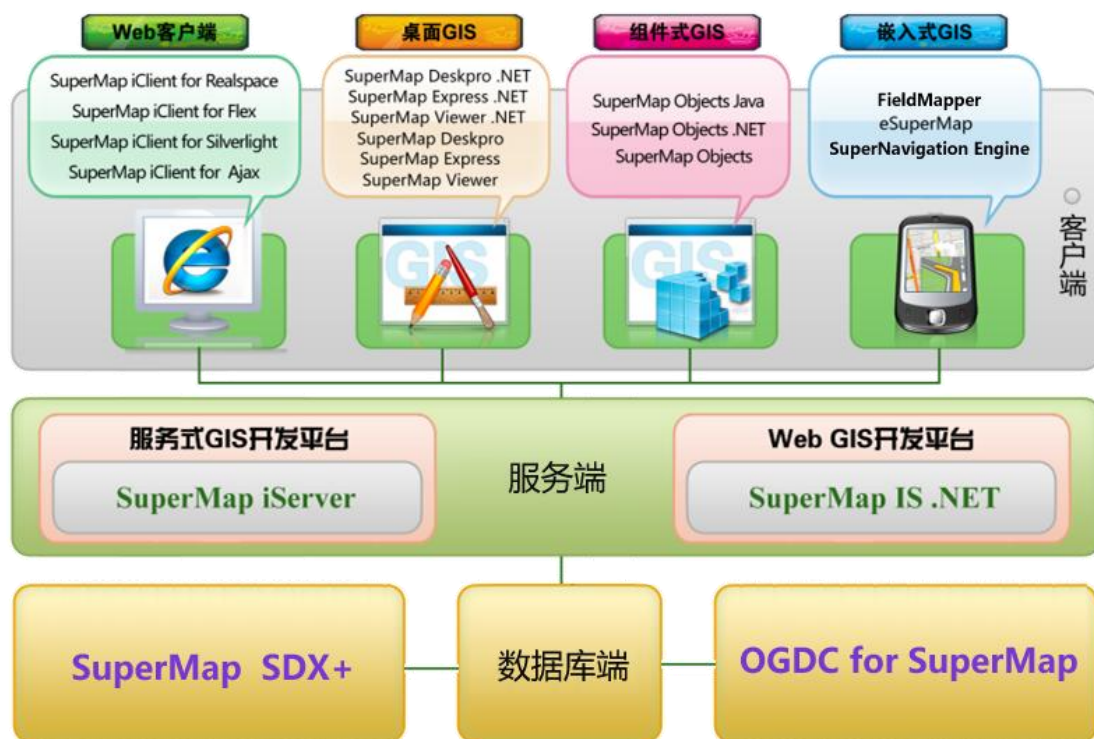 Web客户端
桌面GIS
组件式GIS
嵌入式GIS
SuperMap iClient for Realspace
SuperMap iClient for Flex
SuperMap iClient for Silverlight
SuperMap iClient for Ajax
SuperMap Deskpro .NET
SuperMap Express .NET
SuperMap Viewer .NET
SuperMap Deskpro
SuperMap Express
SuperMap Viewer
SuperMap Objects Java
SuperMap Objects .NET
SuperMap Objects
FieldMapper
eSuperMap
SuperNavigation Engine
GIS
GIS
客户端
服务式GIS开发平台
SuperMap iServer
服务端
Web GIS开发平台
SuperMap IS .NET
SuperMap SDX+
数据库端
OGDC for SuperMap